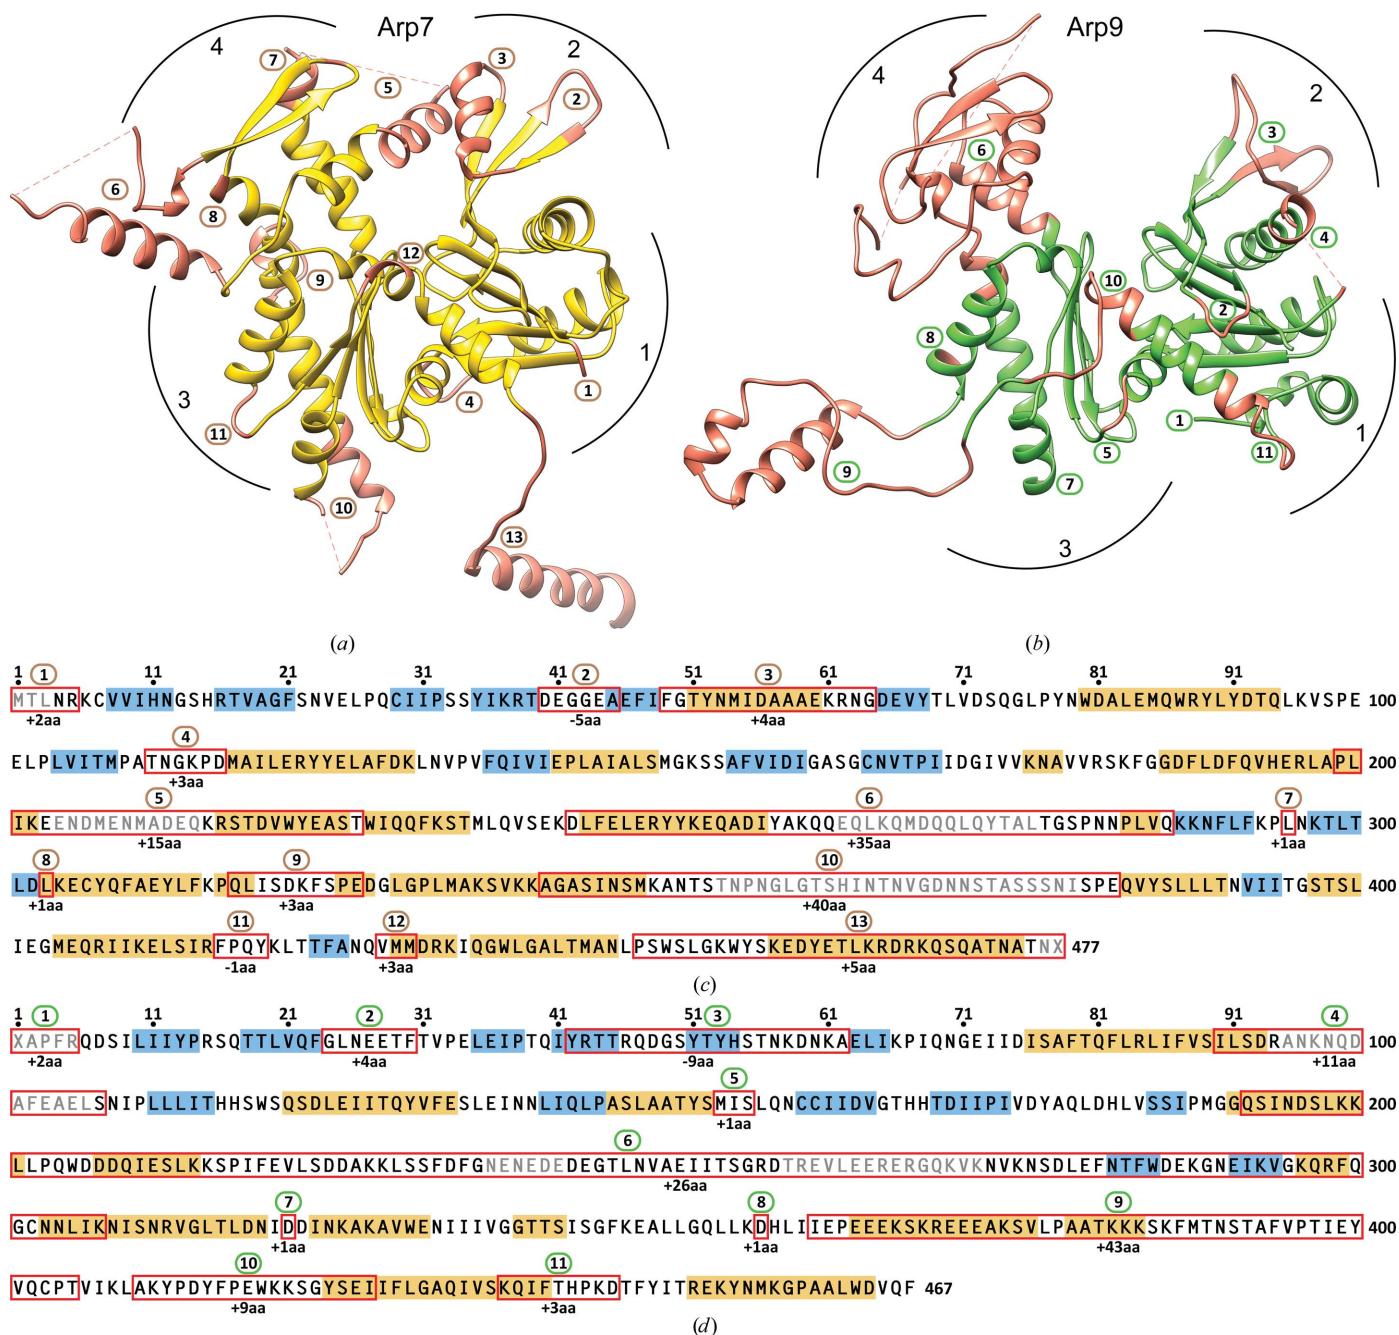 Arp7
Arp9
4
2
1
3
7
5
3
2
6
8
9
12
4
1
11
10
13
4
2
1
3
6
3
4
10
2
8
1
11
5
9
7
(a)
(b)
1 11 21 31 41 51 61 71 81 91
1 2 3
MTLNRKCVVIHNGSHRTVAGFSNVELPQCIIPSSYIKRTDEGGEAEFIFGTYNMIDAAAEKRNGDEVYTLVDSQGLPYNWDALEMQWRYLYDTQLKVSPE 100
+2aa -5aa +4aa
4
ELPLVITMPATNGKPDMAILERYYELAFDKLNVPVFQIVIEPLAIALSMGKSSAFVIDIGASGCNVTPIIDGIVVKNAVVRSKFGGDFLDFQVHERLAPL 200
+3aa
5 6 7
IKEENDMENMADEQKRSTDVWYEASTWIQQFKSTMLQVSEKDLFELERYYKEQADIYAKQQEQLKQMDQQLQYTALTGSPNNPLVQKKNFLFKPLNKTLT 300
+15aa +35aa +1aa
8 9 10
LDLKECYQFAEYLFKPQLISDKFSPEDGLGPLMAKSVKKAGASINSMKANTSTNPNGLGTSHINTNVGDNNSTASSSNISPEQVYSLLLTNVIITGSTSL 400
+1aa +3aa +40aa
11 12 13
IEGMEQRIIKELSIRFPQYKLTTFANQVMMDRKIQGWLGALTMANLPSWSLGKWYSKEDYETLKRDRKQSQATNATNX 477
-1aa +3aa +5aa
(c)
1 11 21 31 41 51 61 71 81 91
1 2 3 4
XAPFRQDSILIIYPRSQTTLVQFGLNEETFTVPELEIPTQIYRTTRQDGSYTYHSTNKDNKAELIKPIQNGEIIDISAFTQFLRLIFVSILSDRANKNQD 100
+2aa +4aa -9aa +11aa
5
AFEAELSNIPLLLITHHSWSQSDLEIITQYVFESLEINNLIQLPASLAATYSMISLQNCCIIDVGTHHTDIIPIVDYAQLDHLVSSIPMGGQSINDSLKK 200
+1aa
6
LLPQWDDDQIESLKKSPIFEVLSDDAKKLSSFDFGNENEDEDEGTLNVAEIITSGRDTREVLEERERGQKVKNVKNSDLEFNTFWDEKGNEIKVGKQRFQ 300
+26aa
7 8 9
GCNNLIKNISNRVGLTLDNIDDINKAKAVWENIIIVGGTTSISGFKEALLGQLLKDHLIIEPEEEKSKREEEAKSVLPAATKKKSKFMTNSTAFVPTIEY 400
+1aa +1aa +43aa
10 11
VQCPTVIKLAKYPDYFPEWKKSGYSEIIFLGAQIVSKQIFTHPKDTFYITREKYNMKGPAALWDVQF 467
+9aa +3aa
(d)